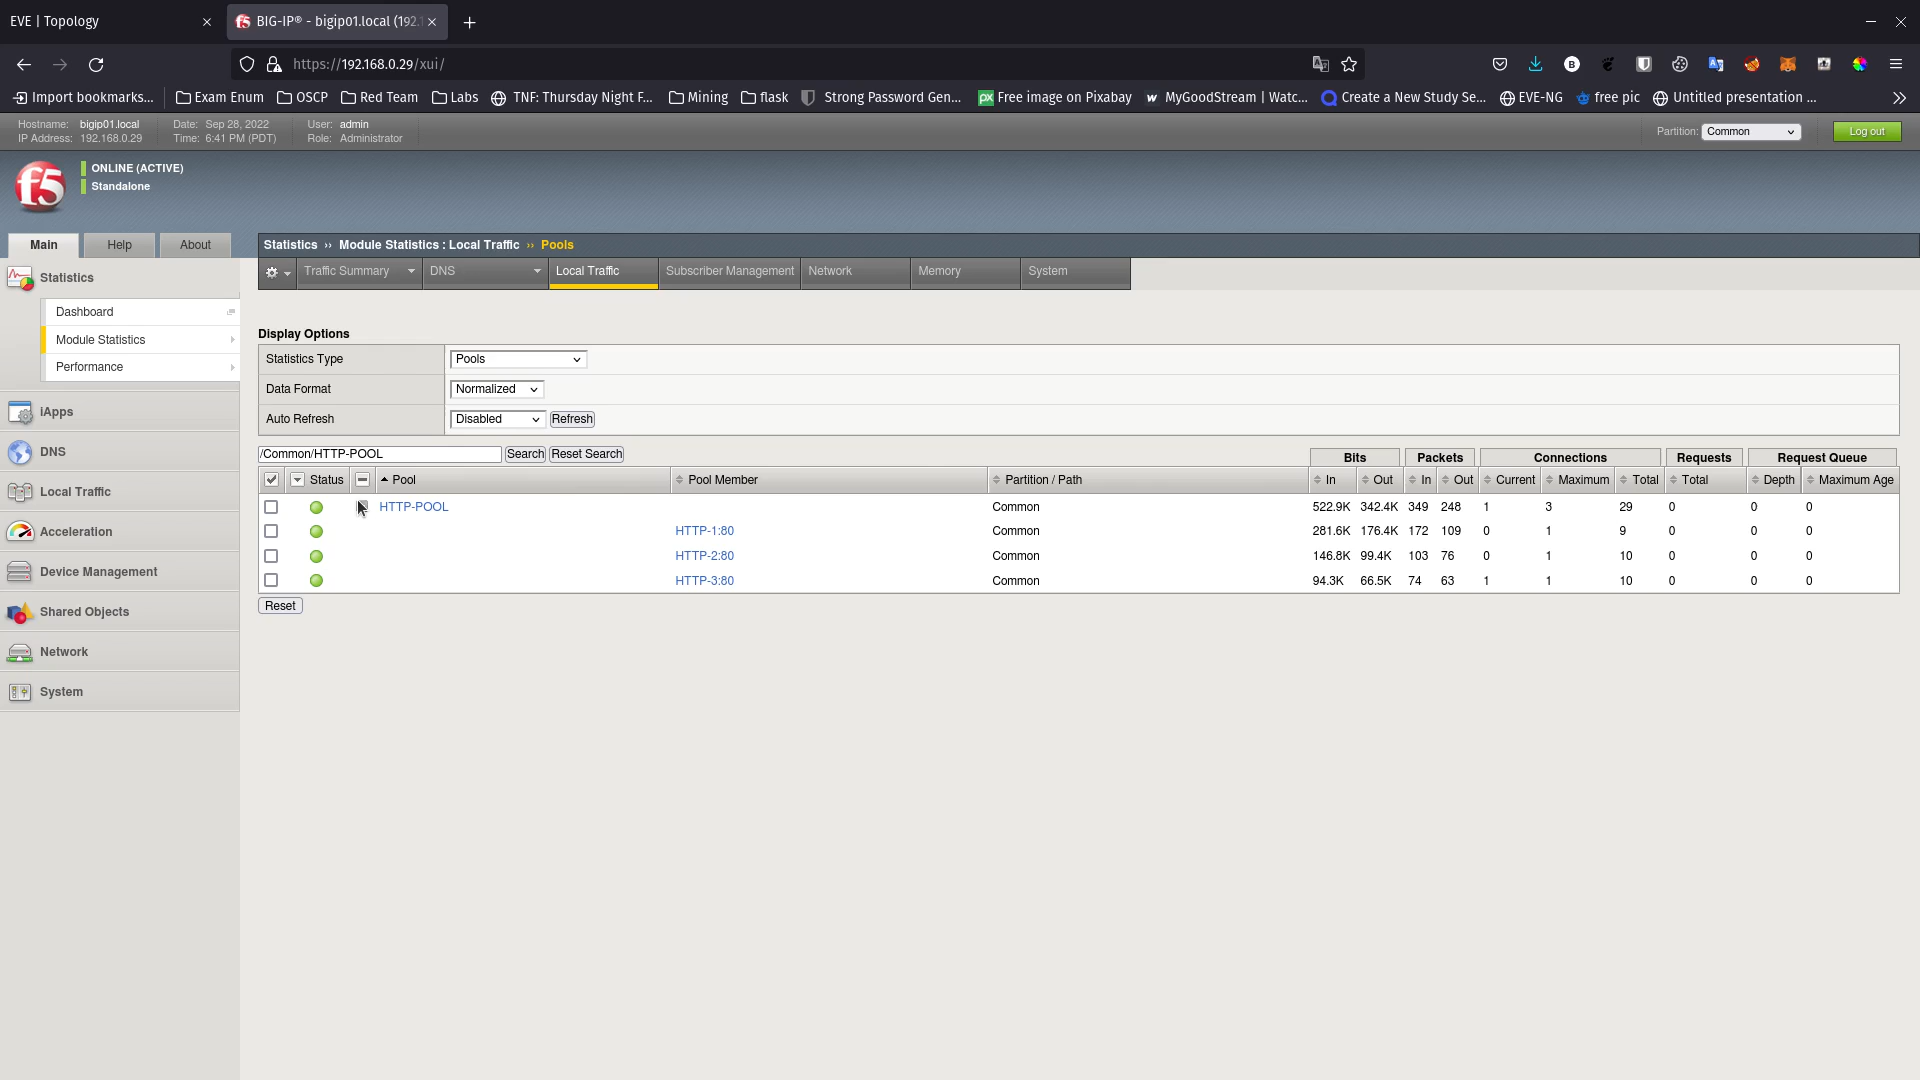 EVE | Topology
BIG-IP® - bigip01.local (192.1
https://192.168.0.29/xui/
Import bookmarks...
Exam Enum
OSCP
Red Team
Labs
TNF: Thursday Night F...
Mining
flask
Strong Password Gen...
Free image on Pixabay
MyGoodStream | Watc...
Create a New Study Se...
EVE-NG
free pic
Untitled presentation ...
Hostname: bigip01.local
IP Address: 192.168.0.29
Date: Sep 28, 2022
Time: 6:41 PM (PDT)
User: admin
Role: Administrator
Partition: Common
Log out
f5
ONLINE (ACTIVE)
Standalone
Main Help About
Statistics ›› Module Statistics : Local Traffic ›› Pools
Traffic Summary DNS Local Traffic Subscriber Management Network Memory System
Statistics
Dashboard
Module Statistics
Performance
iApps
DNS
Local Traffic
Acceleration
Device Management
Shared Objects
Network
System
Display Options
Statistics Type Pools
Data Format Normalized
Auto Refresh Disabled Refresh
/Common/HTTP-POOL Search Reset Search
Bits Packets Connections Requests Request Queue
Status Pool Pool Member Partition / Path In Out In Out Current Maximum Total Total Depth Maximum Age
HTTP-POOL Common 522.9K 342.4K 349 248 1 3 29 0 0 0
HTTP-1:80 Common 281.6K 176.4K 172 109 0 1 9 0 0 0
HTTP-2:80 Common 146.8K 99.4K 103 76 0 1 10 0 0 0
HTTP-3:80 Common 94.3K 66.5K 74 63 1 1 10 0 0 0
Reset